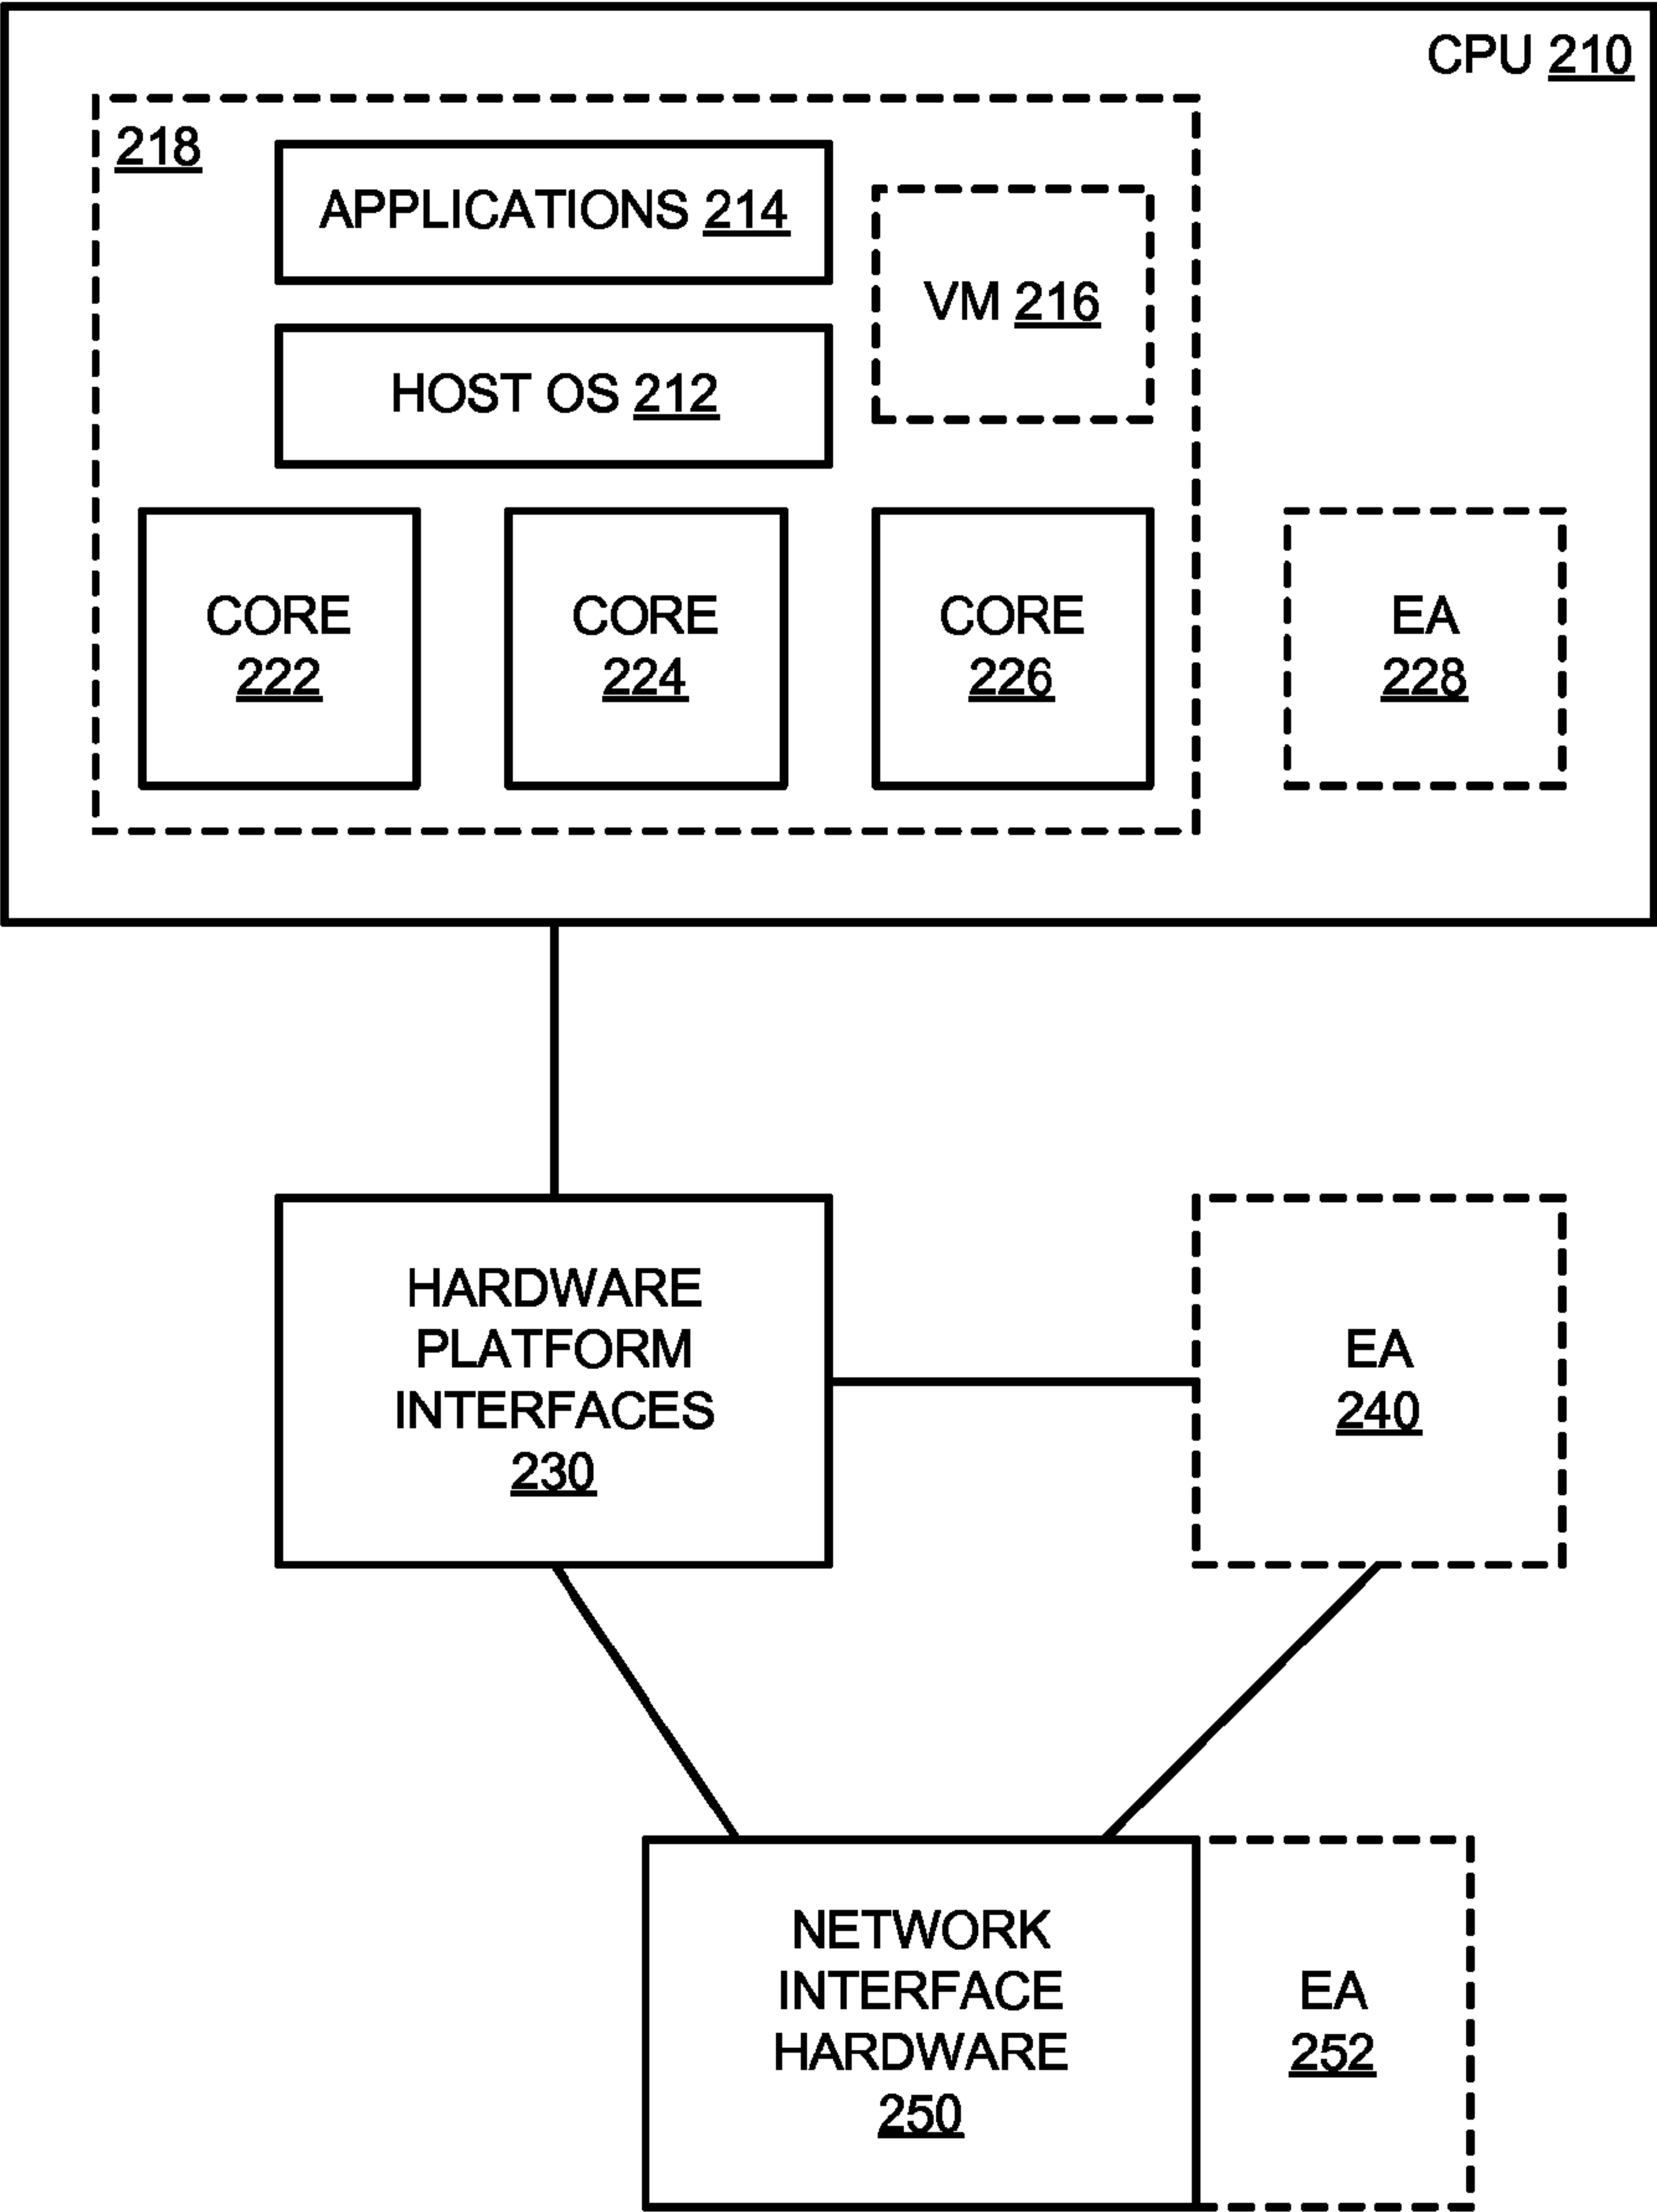 CPU 210
218
APPLICATIONS 214
VM 216
HOST OS 212
CORE
222
CORE
224
CORE
226
EA
228
HARDWARE
PLATFORM
INTERFACES
230
EA
240
NETWORK
INTERFACE
HARDWARE
250
EA
252